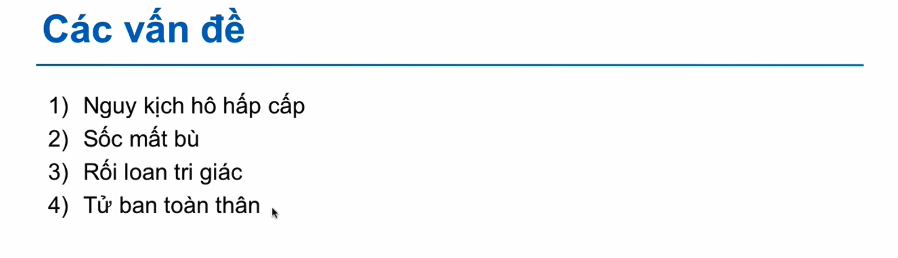 Các vấn đề
1) Nguy kịch hô hấp cấp
2) Sốc mất bù
3) Rối loan tri giác
4) Tử ban toàn thân